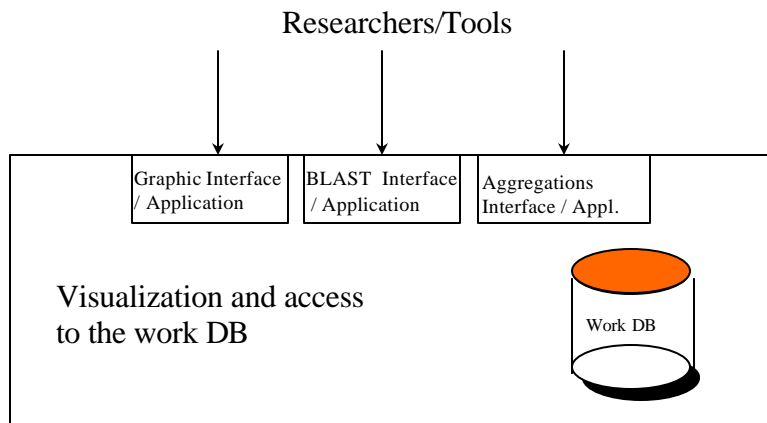 Researchers/Tools
Graphic Interface
/ Application
BLAST Interface
/ Application
Aggregations
Interface / Appl.
Visualization and access
to the work DB
Work DB